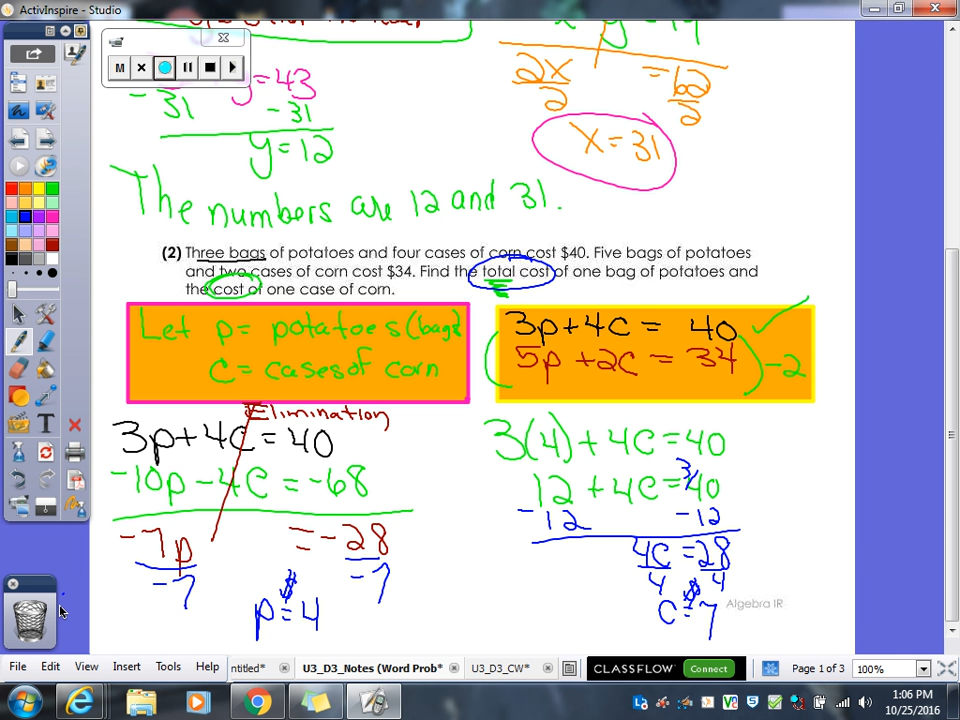 ActivInspire - Studio
M
2x = 62
2 2
y = 43
-31 -31
y = 12
x = 31
The numbers are 12 and 31.
(2) Three bags of potatoes and four cases of corn cost $40. Five bags of potatoes
and two cases of corn cost $34. Find the total cost of one bag of potatoes and
the cost of one case of corn.
Let p = potatoes (bags)
c = cases of corn
3p + 4c = 40
(5p + 2c = 34) -2
Elimination
3p + 4c = 40
-10p - 4c = -68
-7p = -28
-7 -7
p = $4
3(4) + 4c = 40
12 + 4c = 40
-12 -12
4c = 28
4 4
c = $7
Algebra IR
File Edit View Insert Tools Help
ntitled* U3_D3_Notes (Word Prob* U3_D3_CW* CLASSFLOW Connect Page 1 of 3 100%
1:06 PM
10/25/2016